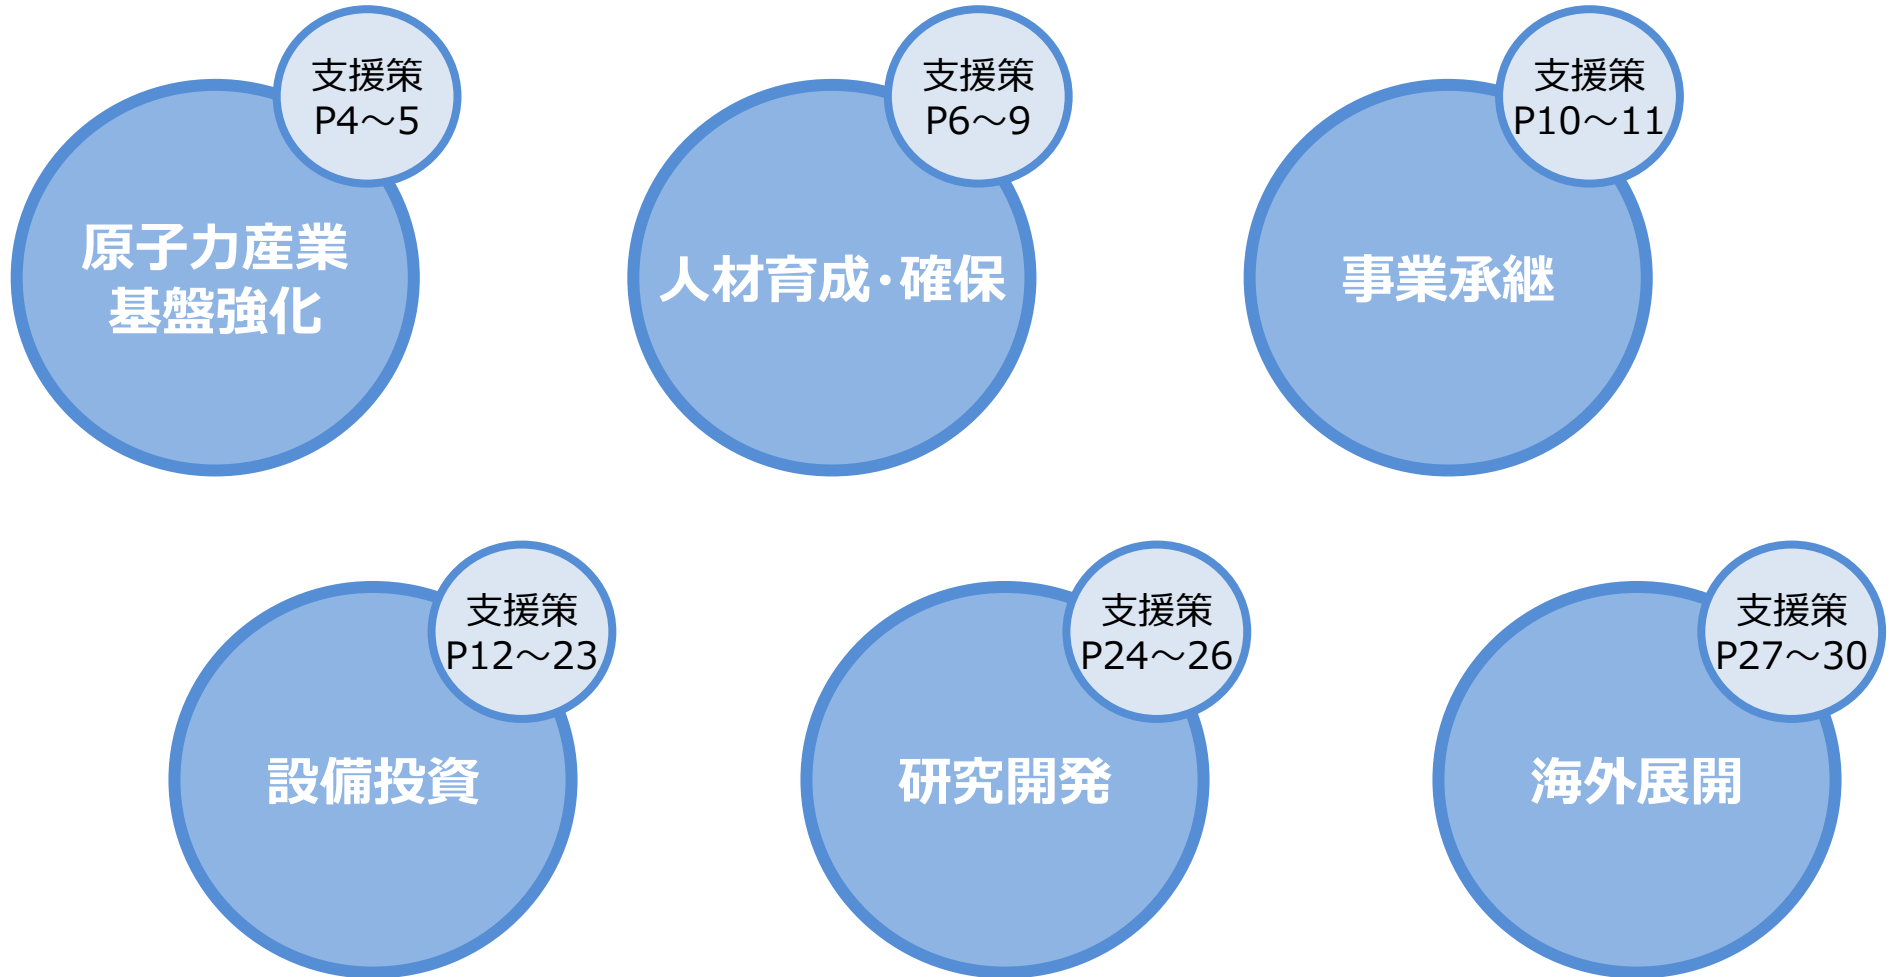 支援策
P4～5
原子力産業
基盤強化
支援策
P6～9
人材育成・確保
支援策
P10～11
事業承継
支援策
P12～23
設備投資
支援策
P24～26
研究開発
支援策
P27～30
海外展開